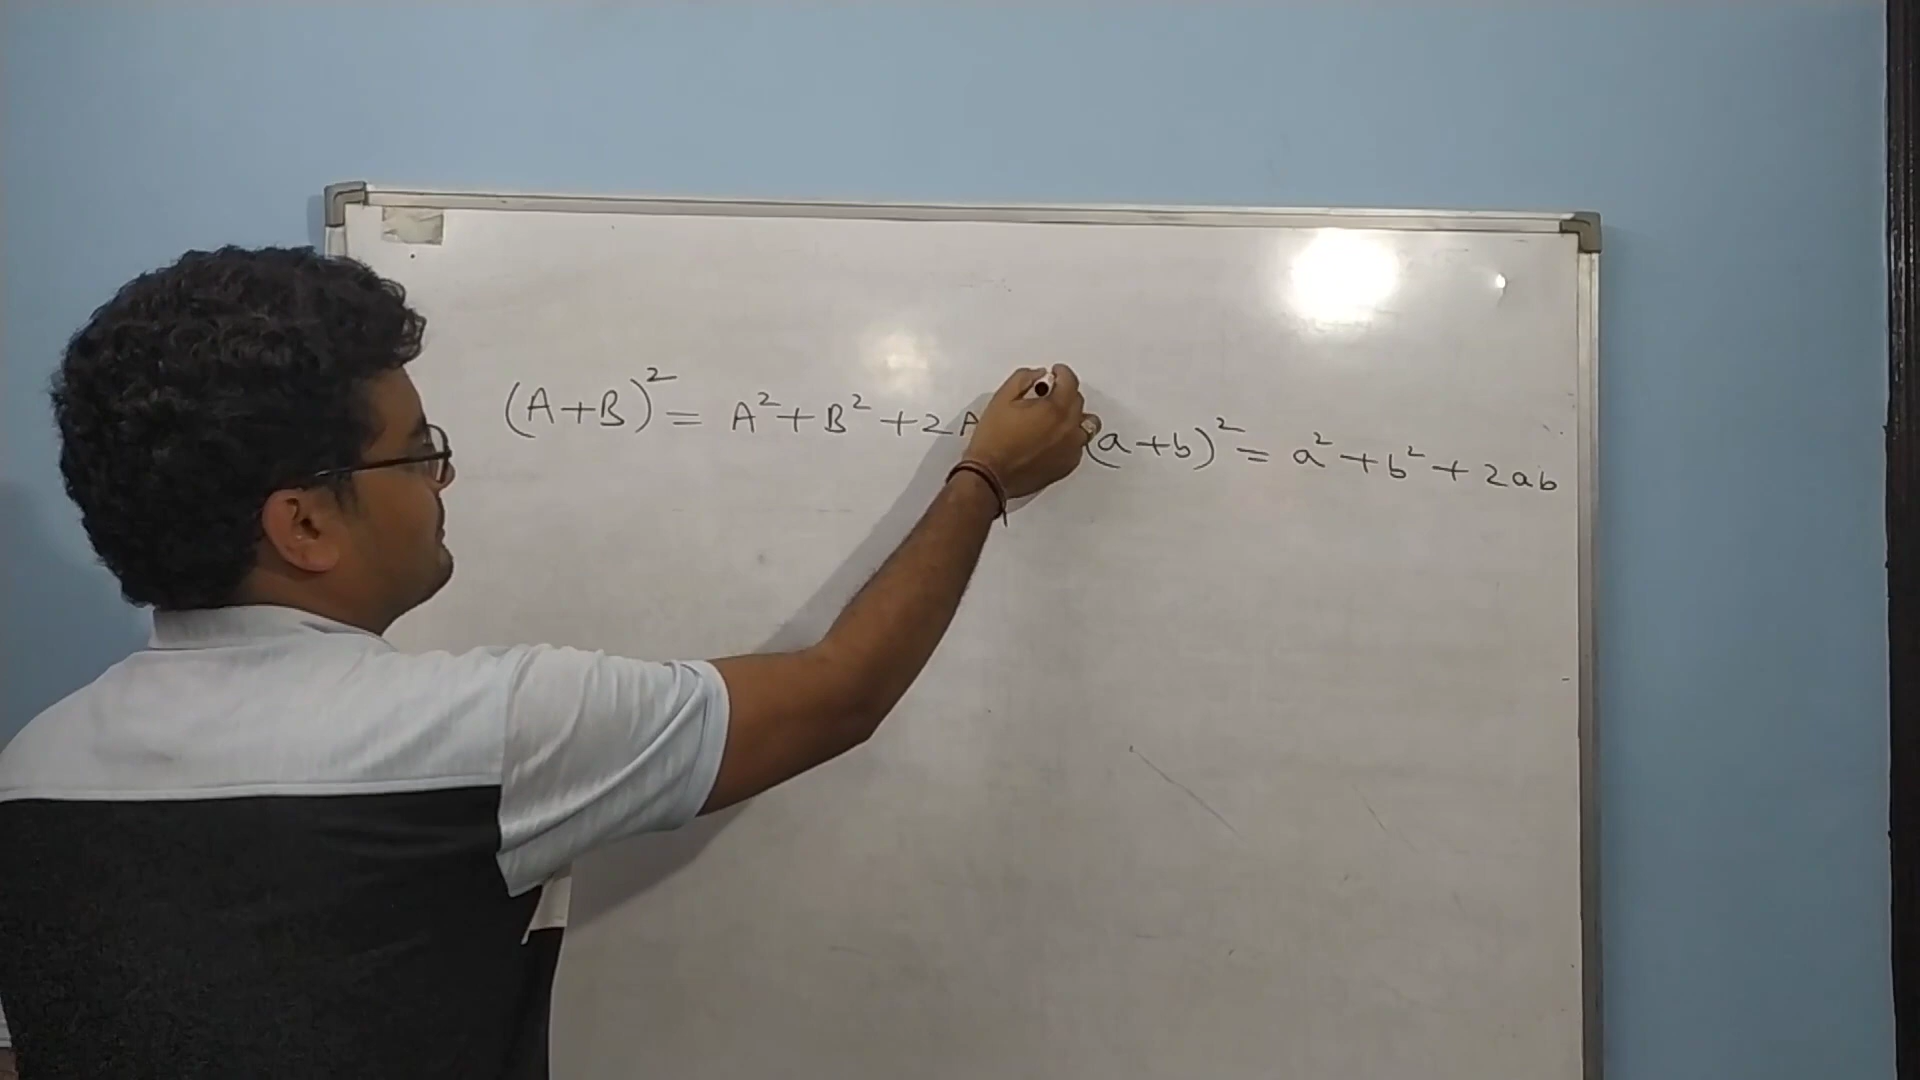 (A+B)² = A² + B² + 2A
(a+b)² = a² + b² + 2ab